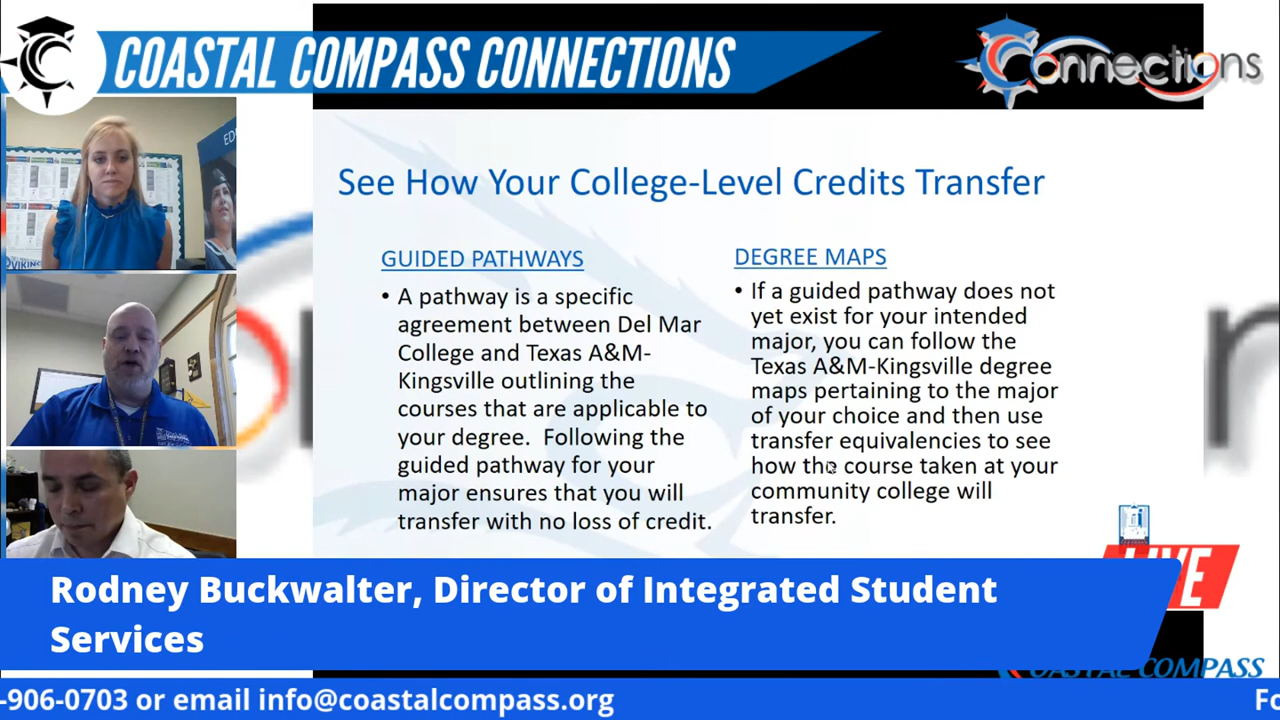 COASTAL COMPASS CONNECTIONS
Connections
See How Your College-Level Credits Transfer
GUIDED PATHWAYS
• A pathway is a specific
agreement between Del Mar
College and Texas A&M-
Kingsville outlining the
courses that are applicable to
your degree. Following the
guided pathway for your
major ensures that you will
transfer with no loss of credit.
DEGREE MAPS
• If a guided pathway does not
yet exist for your intended
major, you can follow the
Texas A&M-Kingsville degree
maps pertaining to the major
of your choice and then use
transfer equivalencies to see
how the course taken at your
community college will
transfer.
VIKING
LIVE
Rodney Buckwalter, Director of Integrated Student
Services
COASTAL COMPASS
-906-0703 or email info@coastalcompass.org
Fo